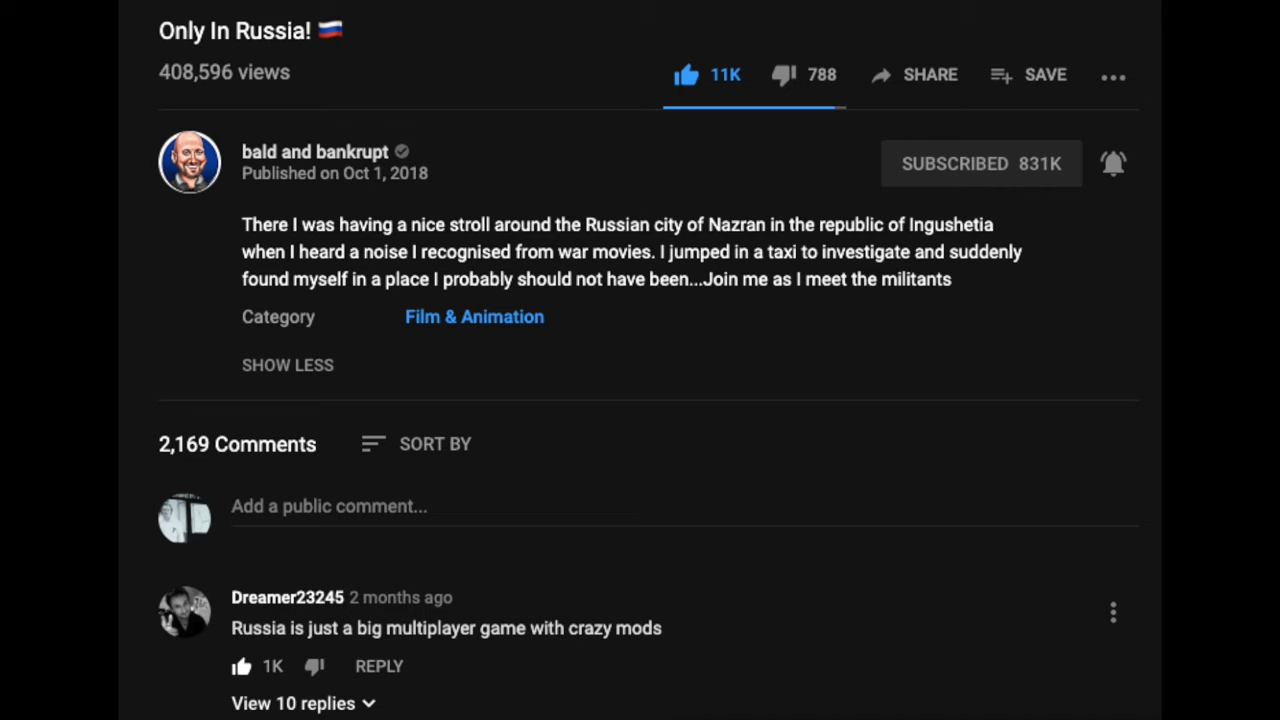 Only In Russia! 🇷🇺
408,596 views
11K 788 SHARE SAVE
bald and bankrupt
Published on Oct 1, 2018
SUBSCRIBED 831K
There I was having a nice stroll around the Russian city of Nazran in the republic of Ingushetia
when I heard a noise I recognised from war movies. I jumped in a taxi to investigate and suddenly
found myself in a place I probably should not have been...Join me as I meet the militants
Category Film & Animation
SHOW LESS
2,169 Comments SORT BY
Add a public comment...
Dreamer23245 2 months ago
Russia is just a big multiplayer game with crazy mods
1K REPLY
View 10 replies